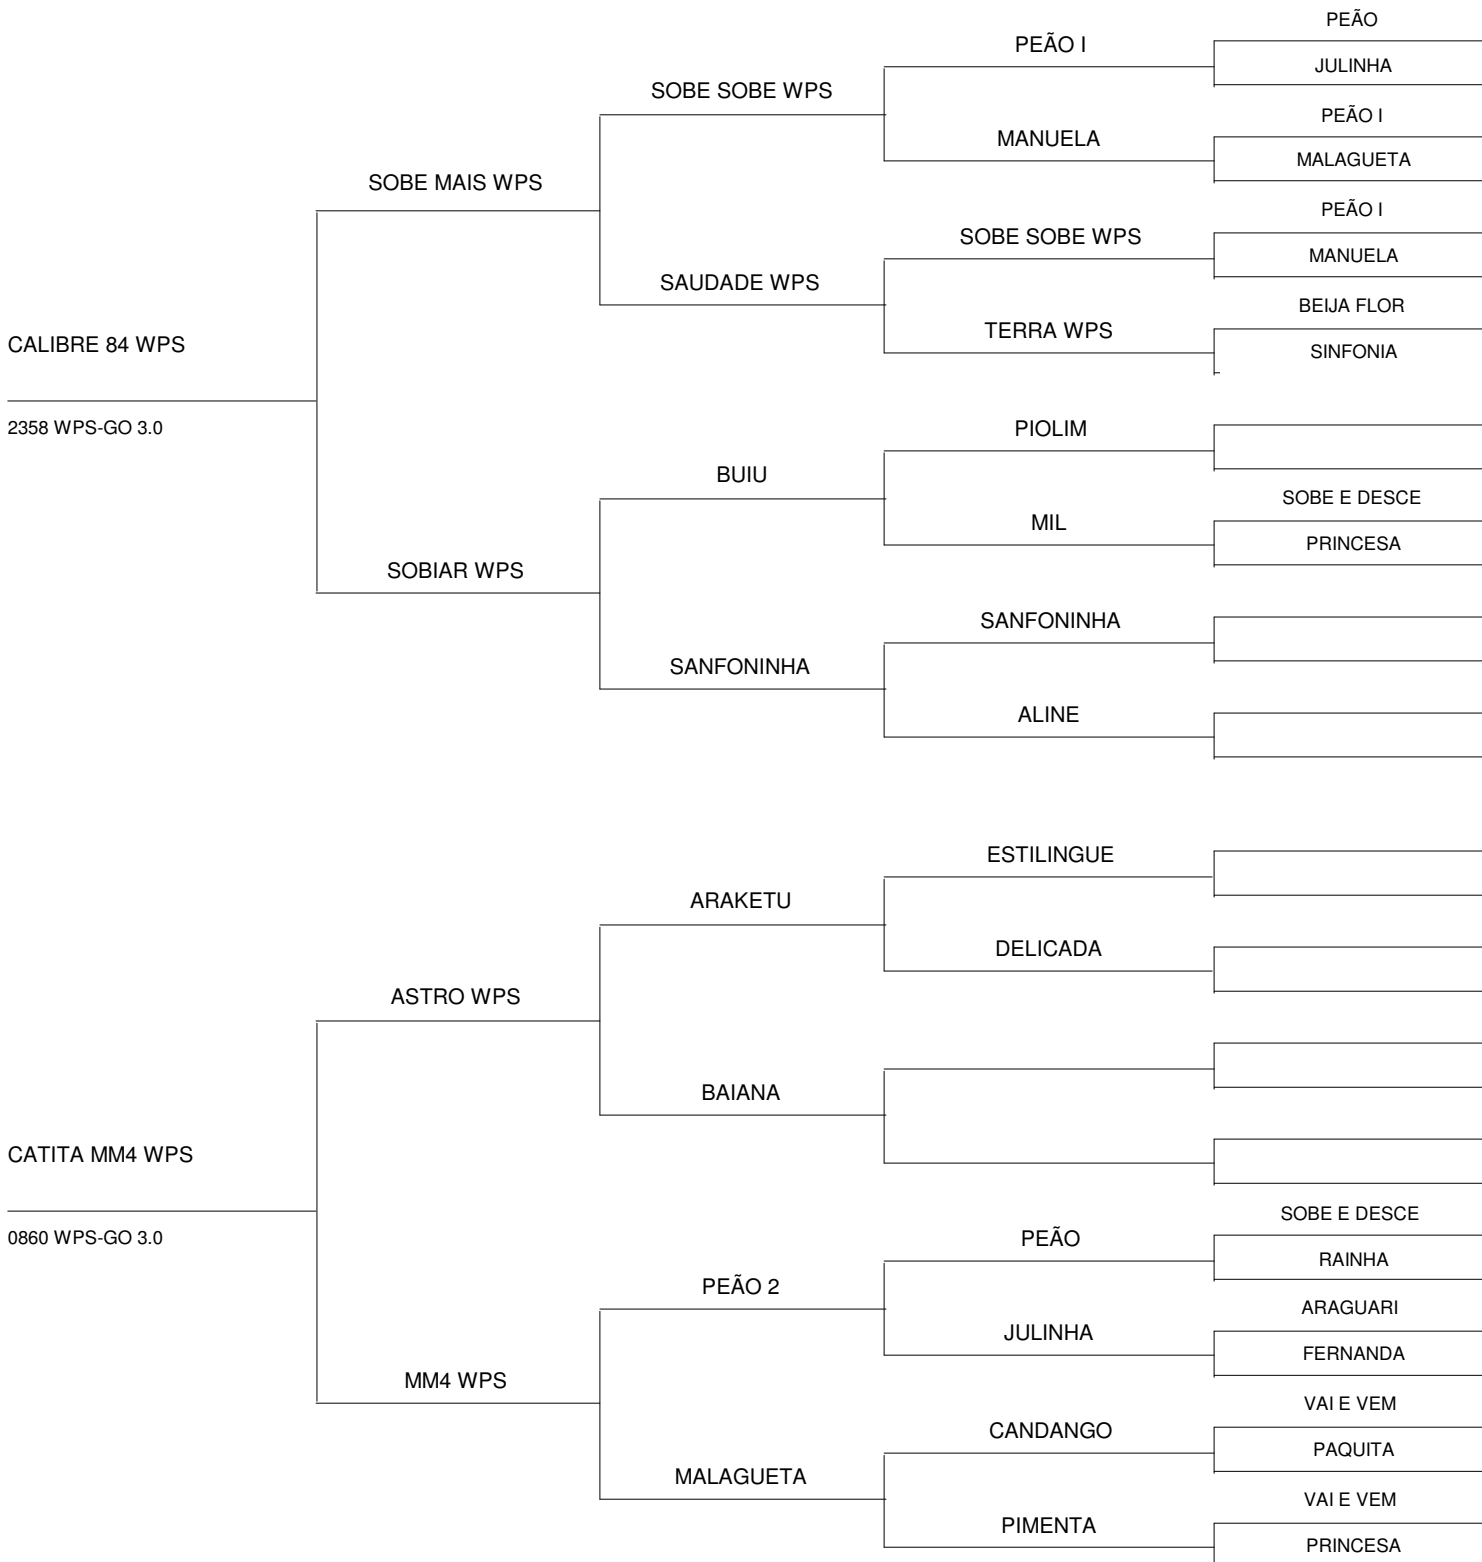 PEÃO
PEÃO I
JULINHA
SOBE SOBE WPS
PEÃO I
MANUELA
MALAGUETA
SOBE MAIS WPS
PEÃO I
SOBE SOBE WPS
MANUELA
SAUDADE WPS
BEIJA FLOR
TERRA WPS
CALIBRE 84 WPS
SINFONIA
2358 WPS-GO 3.0
PIOLIM
BUIU
SOBE E DESCE
MIL
PRINCESA
SOBIAR WPS
SANFONINHA
SANFONINHA
ALINE
ESTILINGUE
ARAKETU
DELICADA
ASTRO WPS
BAIANA
CATITA MM4 WPS
SOBE E DESCE
0860 WPS-GO 3.0
PEÃO
RAINHA
PEÃO 2
ARAGUARI
JULINHA
FERNANDA
MM4 WPS
VAI E VEM
CANDANGO
PAQUITA
MALAGUETA
VAI E VEM
PIMENTA
PRINCESA